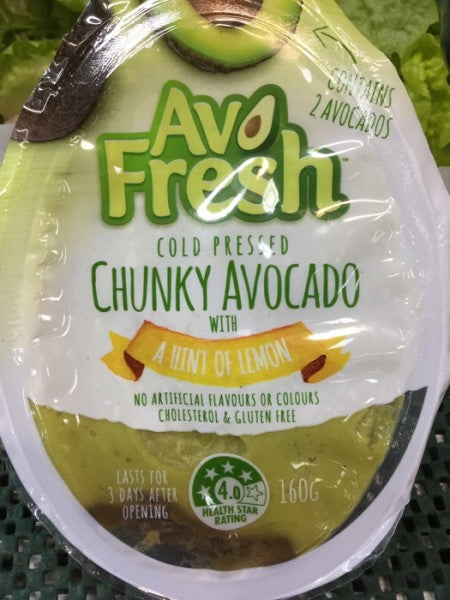 CONTAINS
2 AVOCADOS
Avo
Fresh™
COLD PRESSED
CHUNKY AVOCADO
WITH
A HINT OF LEMON
NO ARTIFICIAL FLAVOURS OR COLOURS
CHOLESTEROL & GLUTEN FREE
LASTS FOR
3 DAYS AFTER
OPENING
4.0
HEALTH STAR
RATING
160G